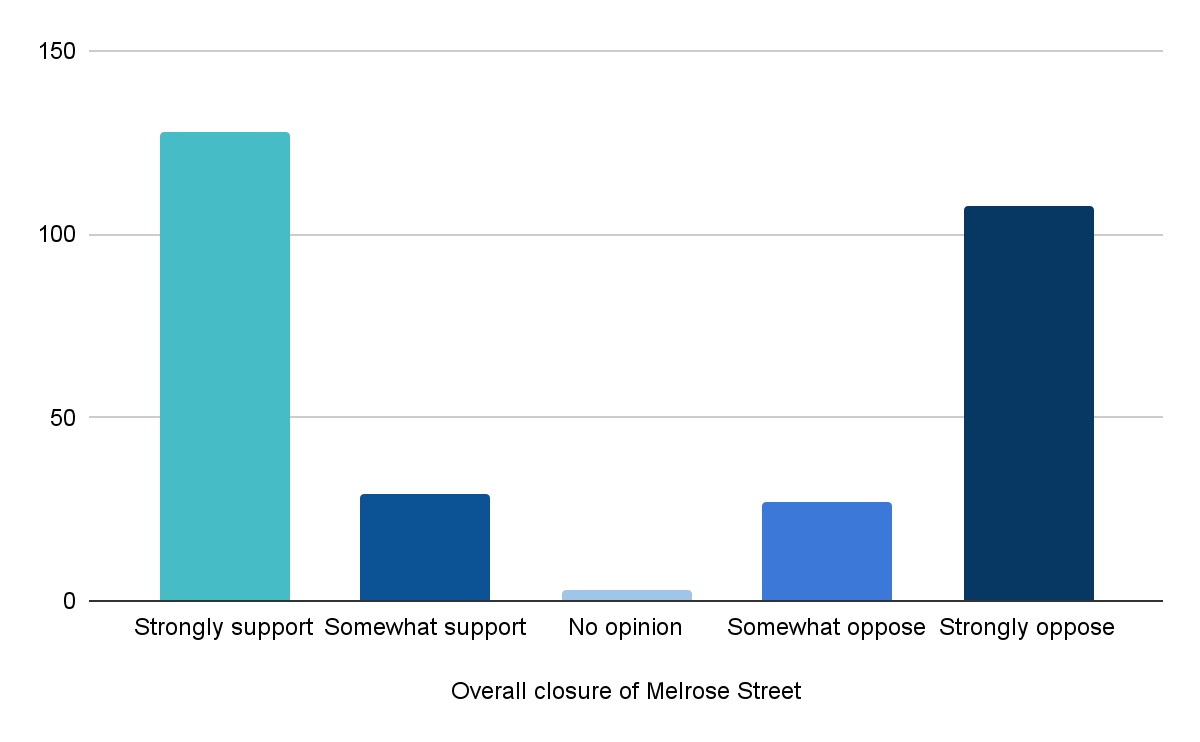 150
100
50
0
Strongly support Somewhat support No opinion Somewhat oppose Strongly oppose
Overall closure of Melrose Street